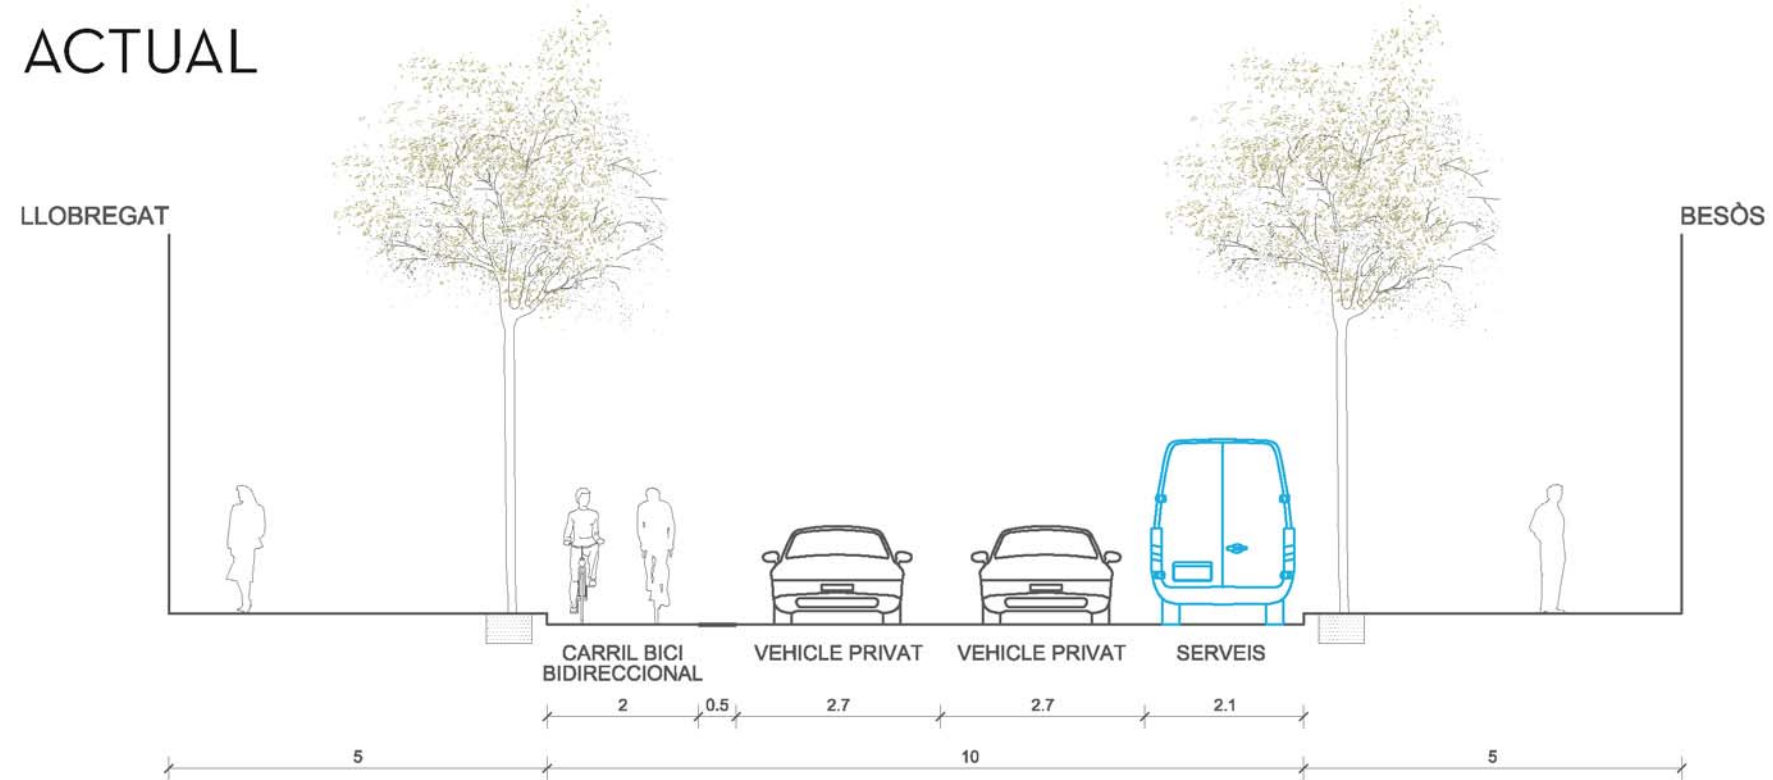 ACTUAL
LLOBREGAT
BESÒS
CARRIL BICI
BIDIRECCIONAL
VEHICLE PRIVAT
VEHICLE PRIVAT
SERVEIS
2
0.5
2.7
2.7
2.1
5
10
5